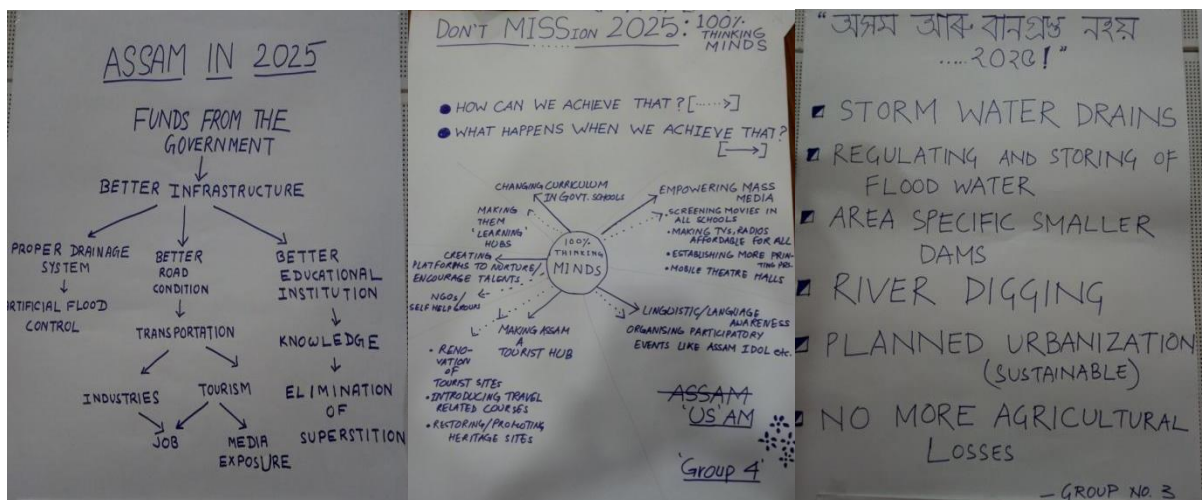 ASSAM IN 2025
FUNDS FROM THE
GOVERNMENT
BETTER INFRASTRUCTURE
PROPER DRAINAGE
SYSTEM
ARTIFICIAL FLOOD
CONTROL
BETTER
ROAD
CONDITION
TRANSPORTATION
INDUSTRIES
TOURISM
JOB
MEDIA
EXPOSURE
BETTER
EDUCATIONAL
INSTITUTION
KNOWLEDGE
ELIMINATION
OF
SUPERSTITION
DON'T MISSION 2025: 100%
THINKING
MINDS
HOW CAN WE ACHIEVE THAT? [.....>]
WHAT HAPPENS WHEN WE ACHIEVE THAT?
[→]
CHANGING CURRICULUM
IN GOVT. SCHOOLS
MAKING
THEM
'LEARNING'
HUBS
CREATING
PLATFORMS TO NURTURE/
ENCOURAGE TALENTS.
NGOs/
SELF HELP GROUPS
100%
THINKING
MINDS
EMPOWERING MASS
MEDIA
• SCREENING MOVIES IN
ALL SCHOOLS
• MAKING TVs, RADIOS
AFFORDABLE FOR ALL
• ESTABLISHING MORE PRIN-
TING
• MOBILE THEATRE HALLS
LINGUISTIC/LANGUAGE
AWARENESS
ORGANISING PARTICIPATORY
EVENTS LIKE ASSAM IDOL etc.
MAKING ASSAM
A
TOURIST HUB
• RENO-
VATION
OF
TOURIST SITES
• INTRODUCING TRAVEL
RELATED COURSES
• RESTORING/PROMOTING
HERITAGE SITES
ASSAM
'US' AM
'Group 4'
"অসম আৰু বানগ্ৰস্ত নহয়
.... ২০২৫!"
STORM WATER DRAINS
REGULATING AND STORING OF
FLOOD WATER
AREA SPECIFIC SMALLER
DAMS
RIVER DIGGING
PLANNED URBANIZATION
(SUSTAINABLE)
NO MORE AGRICULTURAL
LOSSES
- GROUP NO. 3